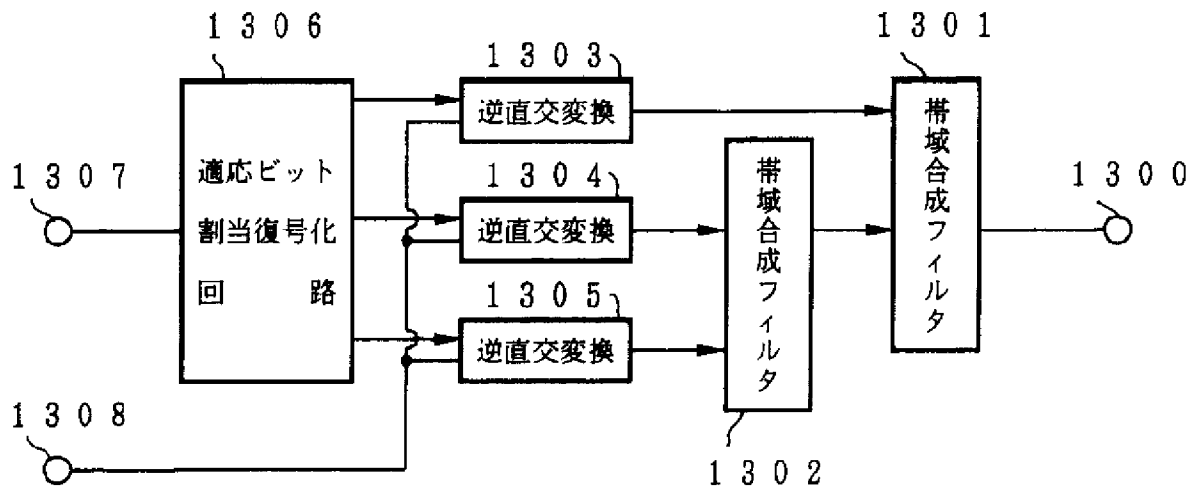 1306
1303
1301
逆直交変換
帯域合成フィルタ
1307
適応ビット
割当復号化
回路
1304
逆直交変換
帯域合成フィルタ
1300
1305
逆直交変換
1308
1302